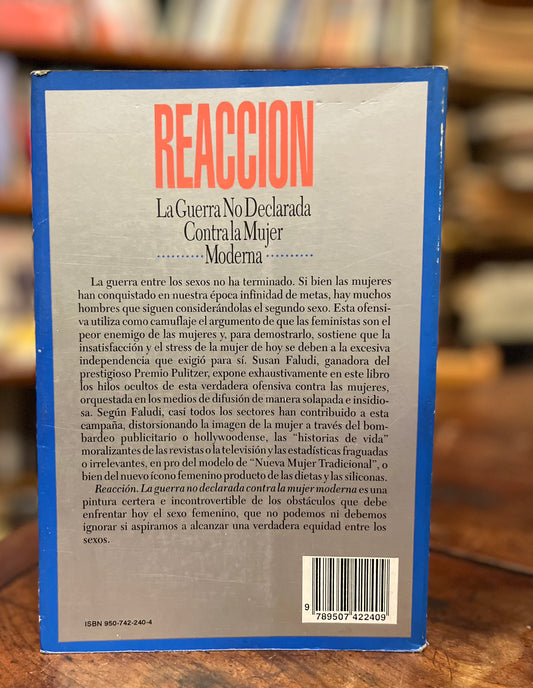 REACCION
La Guerra No Declarada
Contra la Mujer
Moderna
La guerra entre los sexos no ha terminado. Si bien las mujeres
han conquistado en nuestra época infinidad de metas, hay muchos
hombres que siguen considerándolas el segundo sexo. Esta ofensi-
va utiliza como camuflaje el argumento de que las feministas son el
peor enemigo de las mujeres y, para demostrarlo, sostiene que la
insatisfacción y el stress de la mujer de hoy se deben a la excesiva
independencia que exigió para sí. Susan Faludi, ganadora del
prestigioso Premio Pulitzer, expone exhaustivamente en este libro
los hilos ocultos de esta verdadera ofensiva contra las mujeres,
orquestada en los medios de difusión de manera solapada e insidio-
sa. Según Faludi, casi todos los sectores han contribuido a esta
campaña, distorsionando la imagen de la mujer a través del bom-
bardeo publicitario o hollywoodense, las "historias de vida"
moralizantes de las revistas o la televisión y las estadísticas fraguadas
o irrelevantes, en pro del modelo de "Nueva Mujer Tradicional", o
bien del nuevo ícono femenino producto de las dietas y las siliconas.
Reacción. La guerra no declarada contra la mujer moderna es una
pintura certera e incontrovertible de los obstáculos que debe
enfrentar hoy el sexo femenino, que no podemos ni debemos
ignorar si aspiramos a alcanzar una verdadera equidad entre los
sexos.
ISBN 950-742-240-4
9 789507 422409